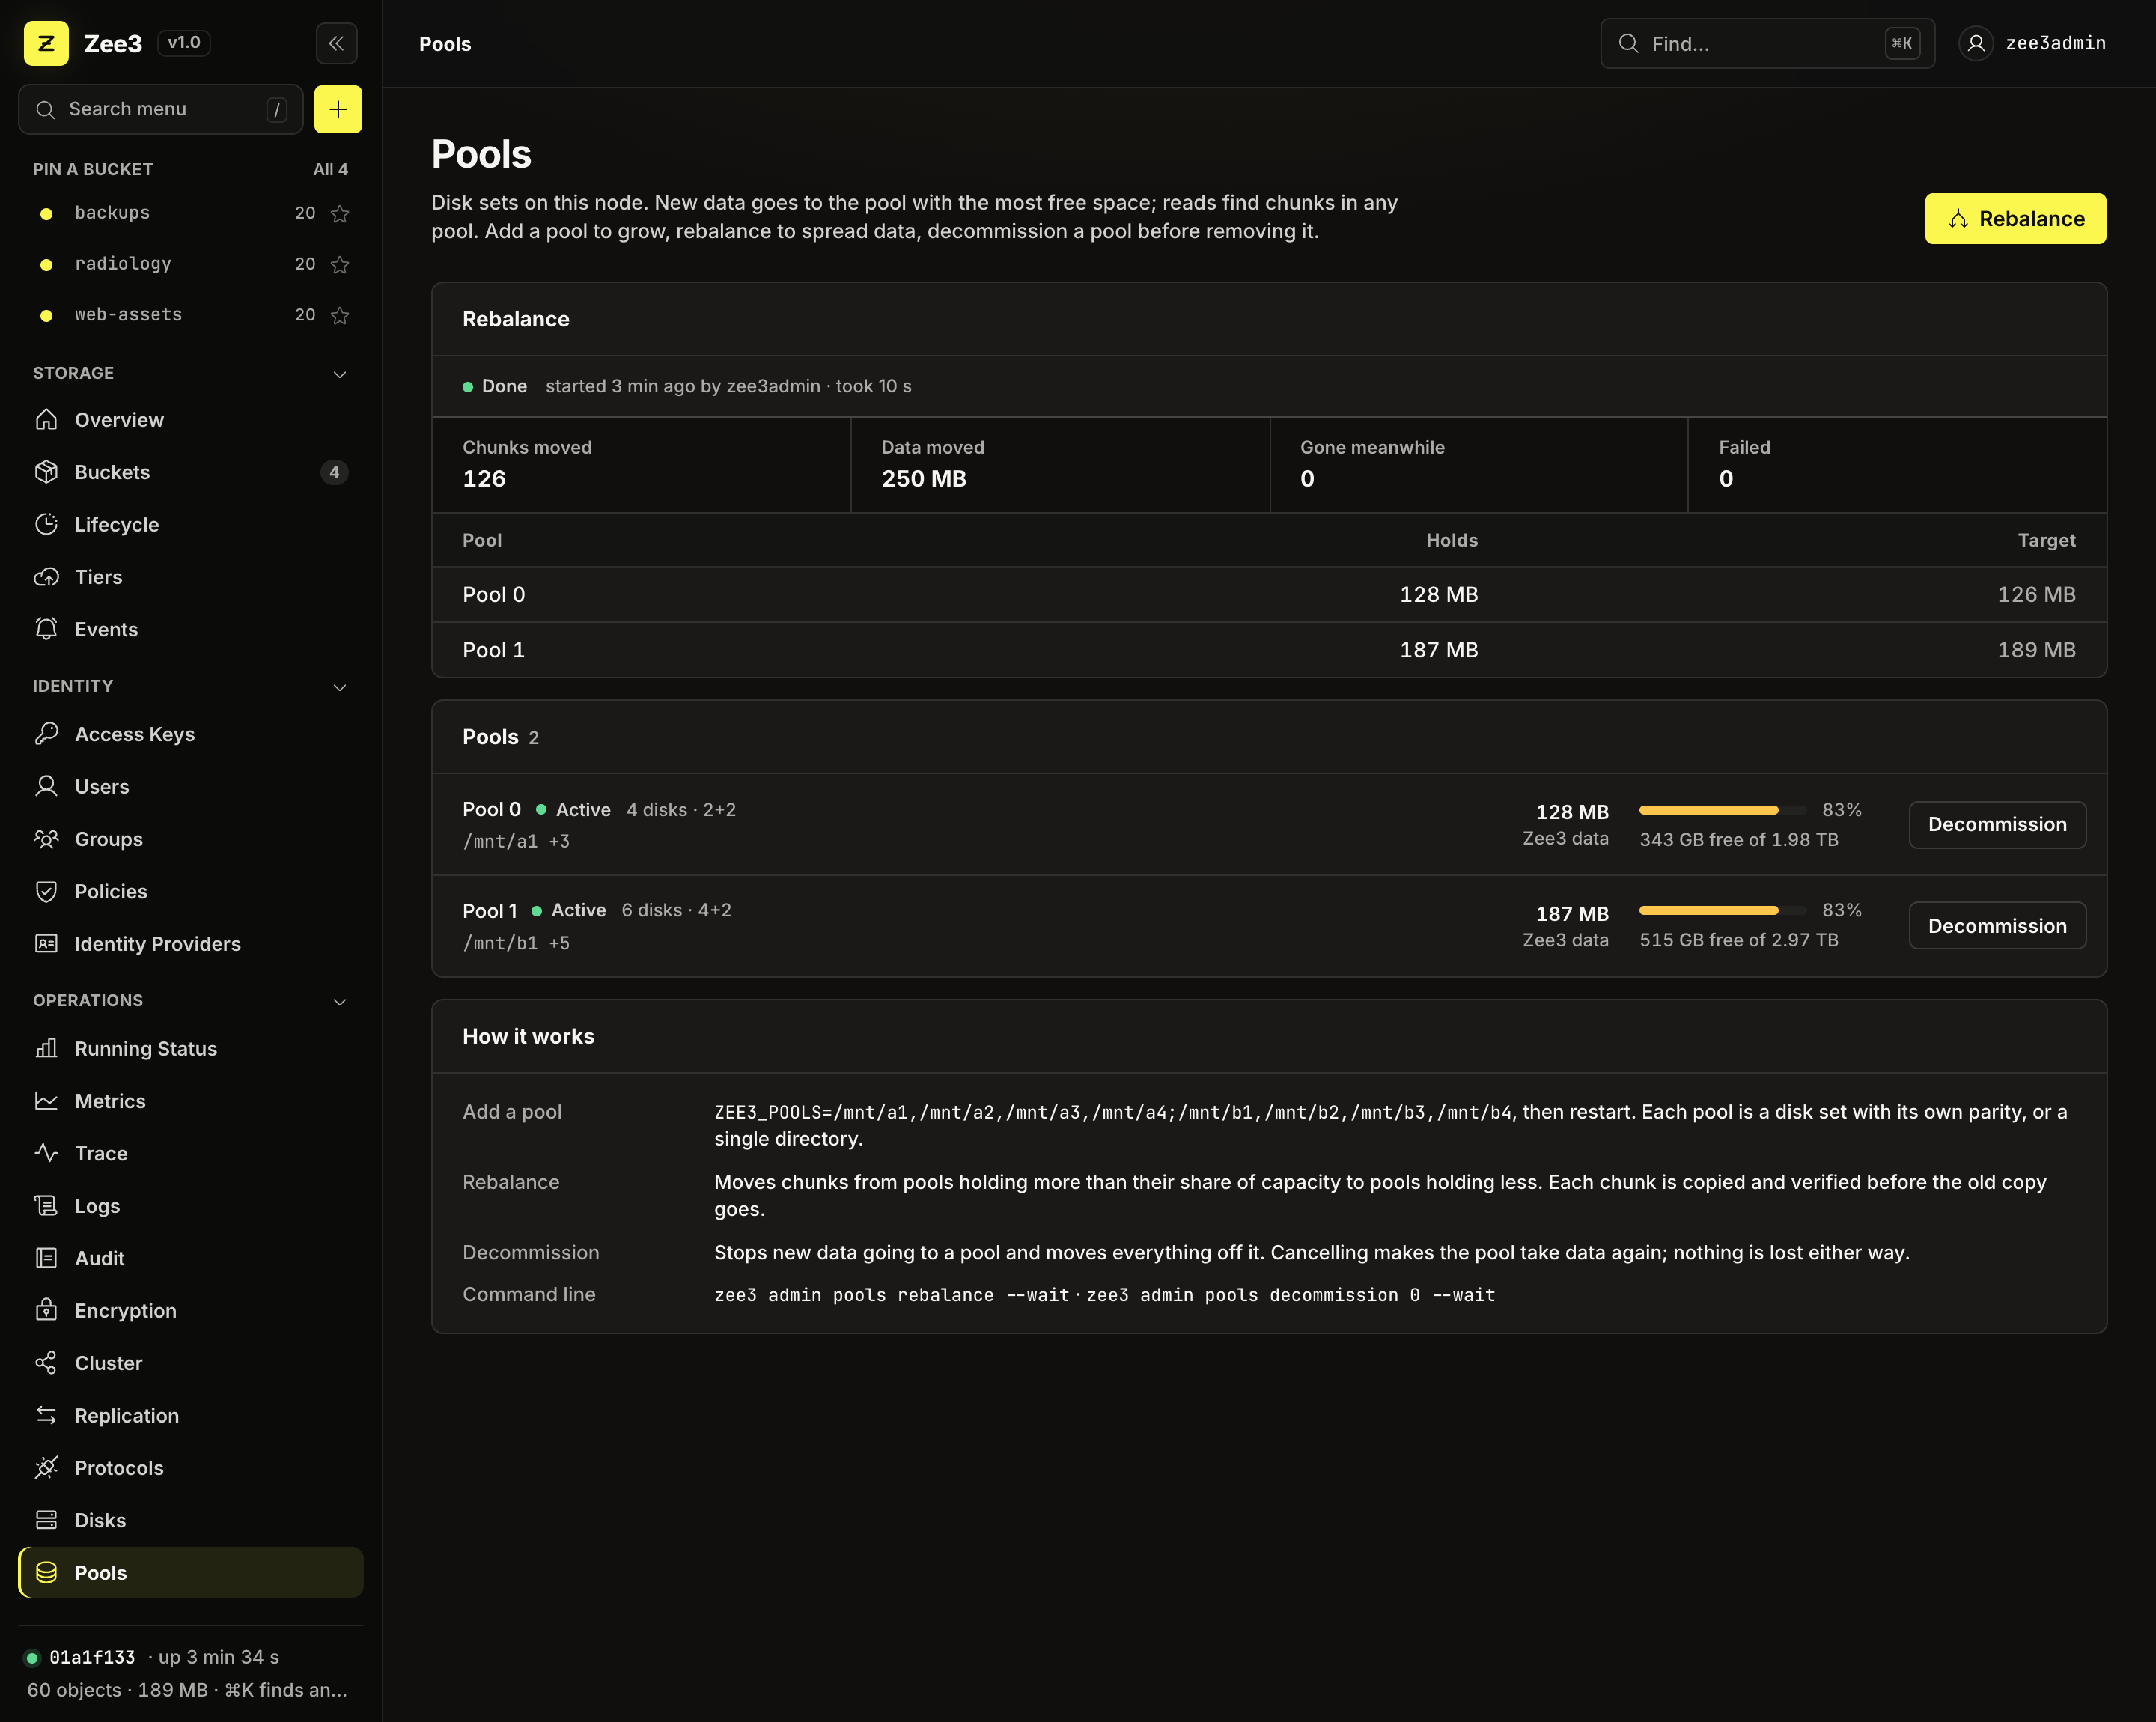 Zee3 v1.0
Search menu /
PIN A BUCKET All 4
backups 20
radiology 20
web-assets 20
STORAGE
Overview
Buckets 4
Lifecycle
Tiers
Events
IDENTITY
Access Keys
Users
Groups
Policies
Identity Providers
OPERATIONS
Running Status
Metrics
Trace
Logs
Audit
Encryption
Cluster
Replication
Protocols
Disks
Pools
01a1f133 · up 3 min 34 s
60 objects · 189 MB · ⌘K finds an...
Pools
Find... ⌘K
zee3admin
Pools
Disk sets on this node. New data goes to the pool with the most free space; reads find chunks in any
pool. Add a pool to grow, rebalance to spread data, decommission a pool before removing it.
Rebalance
Rebalance
Done started 3 min ago by zee3admin · took 10 s
Chunks moved Data moved Gone meanwhile Failed
126 250 MB 0 0
Pool Holds Target
Pool 0 128 MB 126 MB
Pool 1 187 MB 189 MB
Pools 2
Pool 0 Active 4 disks · 2+2 128 MB 83%
/mnt/a1 +3 Zee3 data 343 GB free of 1.98 TB Decommission
Pool 1 Active 6 disks · 4+2 187 MB 83%
/mnt/b1 +5 Zee3 data 515 GB free of 2.97 TB Decommission
How it works
Add a pool ZEE3_POOLS=/mnt/a1,/mnt/a2,/mnt/a3,/mnt/a4;/mnt/b1,/mnt/b2,/mnt/b3,/mnt/b4, then restart. Each pool is a disk set with its own parity, or a
single directory.
Rebalance Moves chunks from pools holding more than their share of capacity to pools holding less. Each chunk is copied and verified before the old copy
goes.
Decommission Stops new data going to a pool and moves everything off it. Cancelling makes the pool take data again; nothing is lost either way.
Command line zee3 admin pools rebalance --wait · zee3 admin pools decommission 0 --wait